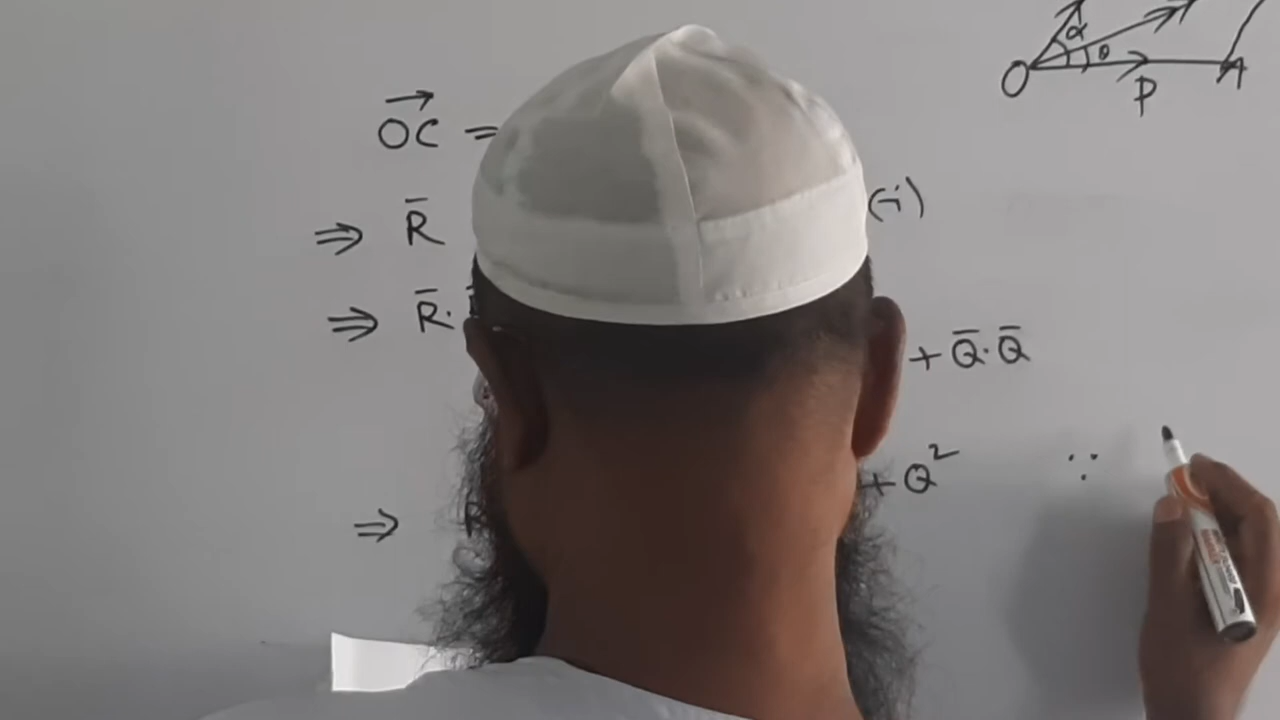 α θ
O P A
→OC =
⇒ R̄ (i)
⇒ R̄· + Q̄·Q̄
+ Q² ∵
⇒ R